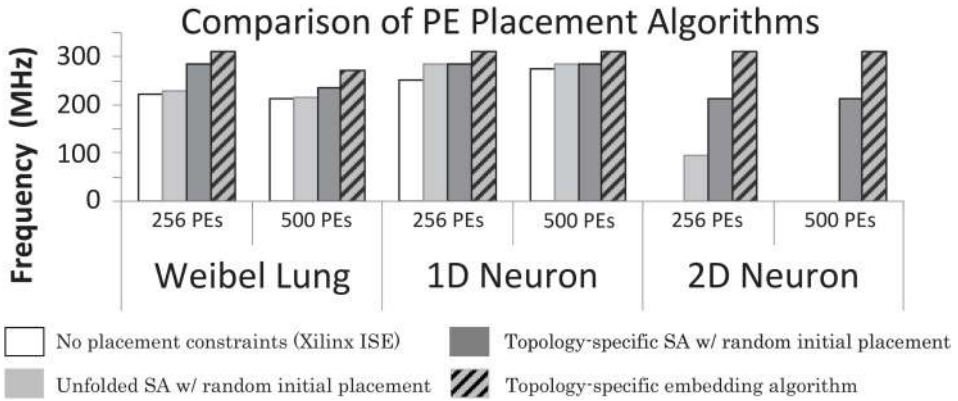 Comparison of PE Placement Algorithms
Frequency (MHz)
300
200
100
0
256 PEs 500 PEs 256 PEs 500 PEs 256 PEs 500 PEs
Weibel Lung 1D Neuron 2D Neuron
No placement constraints (Xilinx ISE)
Topology-specific SA w/ random initial placement
Unfolded SA w/ random initial placement
Topology-specific embedding algorithm